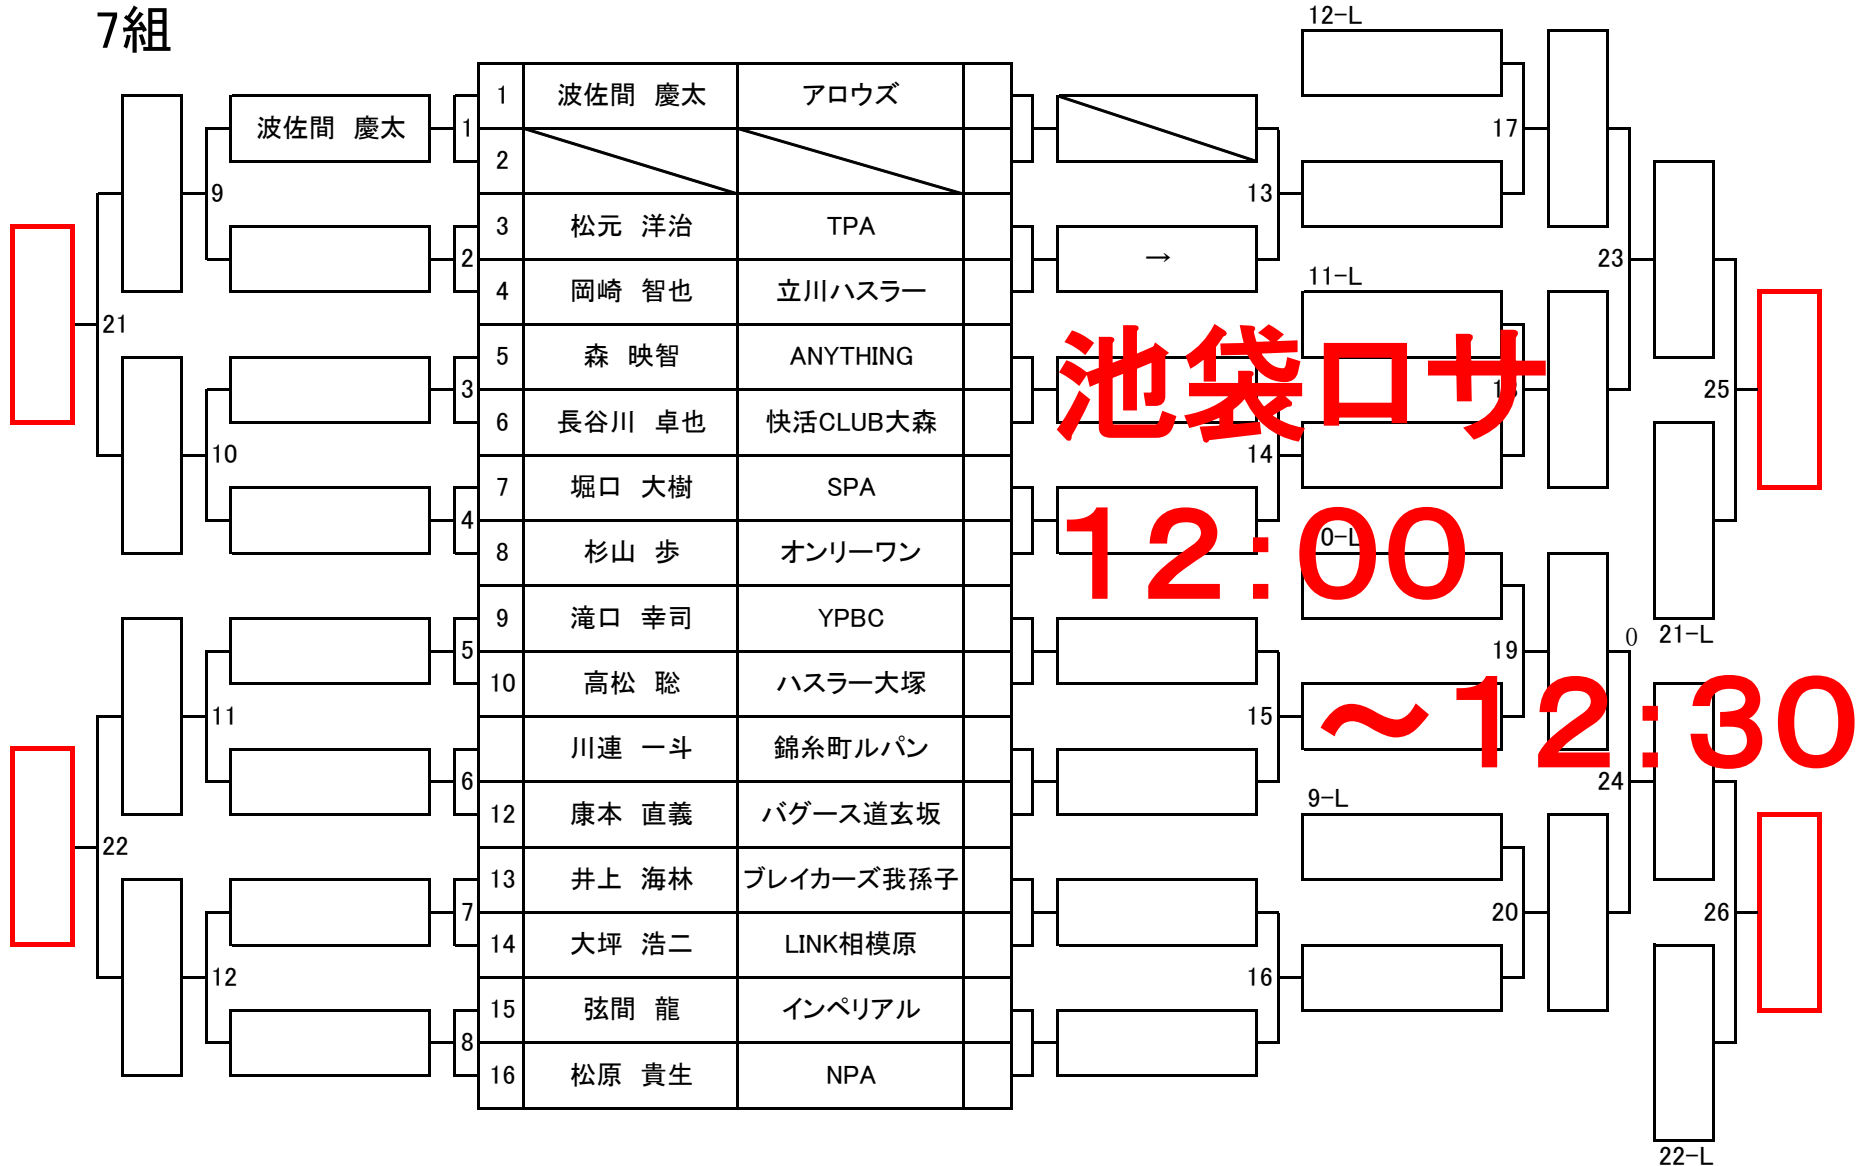 7組
12-L
1 波佐間 慶太 アロウズ
波佐間 慶太 1
17
2
9
13
3 松元 洋治 TPA
2 → 23
4 岡崎 智也 立川ハスラー
11-L
21
5 森 映智 ANYTHING
池袋ロサ
3 25
6 長谷川 卓也 快活CLUB大森
10 14
7 堀口 大樹 SPA
4
8 杉山 歩 オンリーワン
0-L
12:00
9 滝口 幸司 YPBC
0 21-L
5 19
10 高松 聡 ハスラー大塚
11 15
~12:30
川連 一斗 錦糸町ルパン
6 24
9-L
12 康本 直義 バグース道玄坂
22
13 井上 海林 ブレイカーズ我孫子
7 20 26
14 大坪 浩二 LINK相模原
12 16
15 弦間 龍 インペリアル
8
16 松原 貴生 NPA
22-L